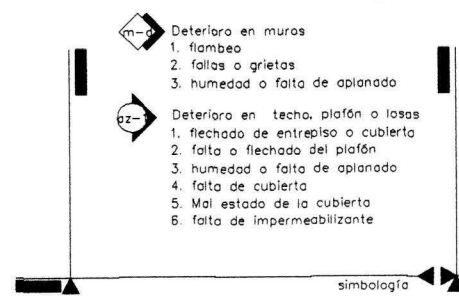 m-d Deterioro en muros
1. flambeo
2. fallas o grietas
3. humedad o falta de aplanado
az-1 Deterioro en techo, plafón o losas
1. flechado de entrepiso o cubierta
2. falta o flechado del plafón
3. humedad o falta de aplanado
4. falta de cubierta
5. Mal estado de la cubierta
6. falta de impermeabilizante
simbología